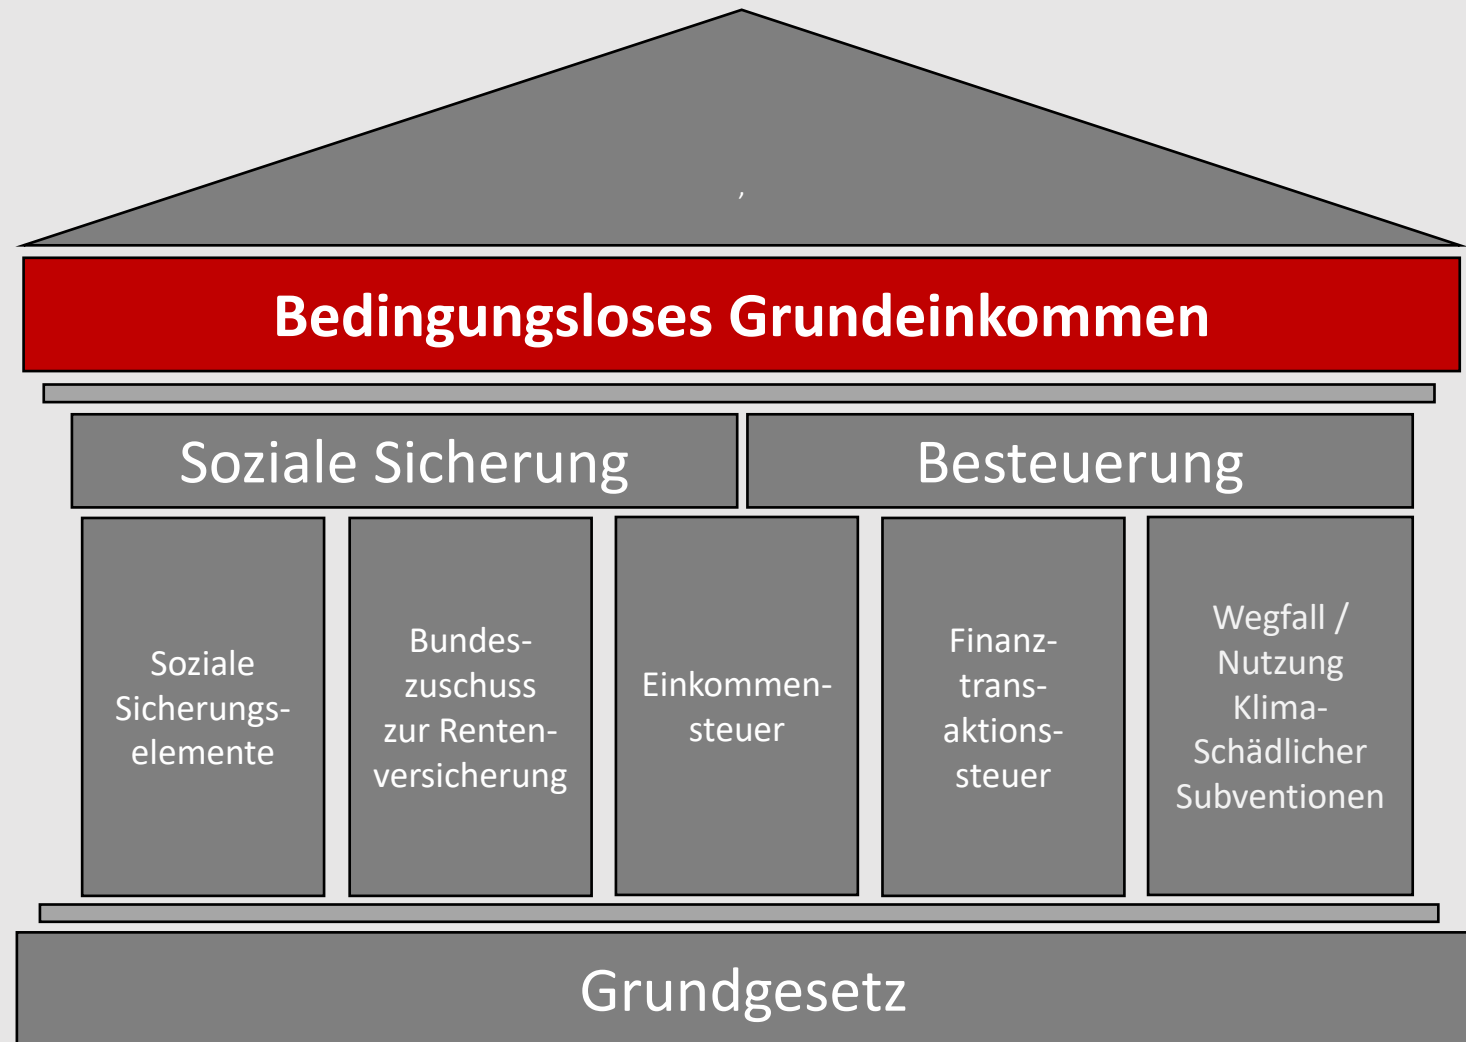 ,
Bedingungsloses Grundeinkommen
Soziale Sicherung
Besteuerung
Soziale
Sicherungs-
elemente
Bundes-
zuschuss
zur Renten-
versicherung
Einkommen-
steuer
Finanz-
trans-
aktions-
steuer
Wegfall /
Nutzung
Klima-
Schädlicher
Subventionen
Grundgesetz